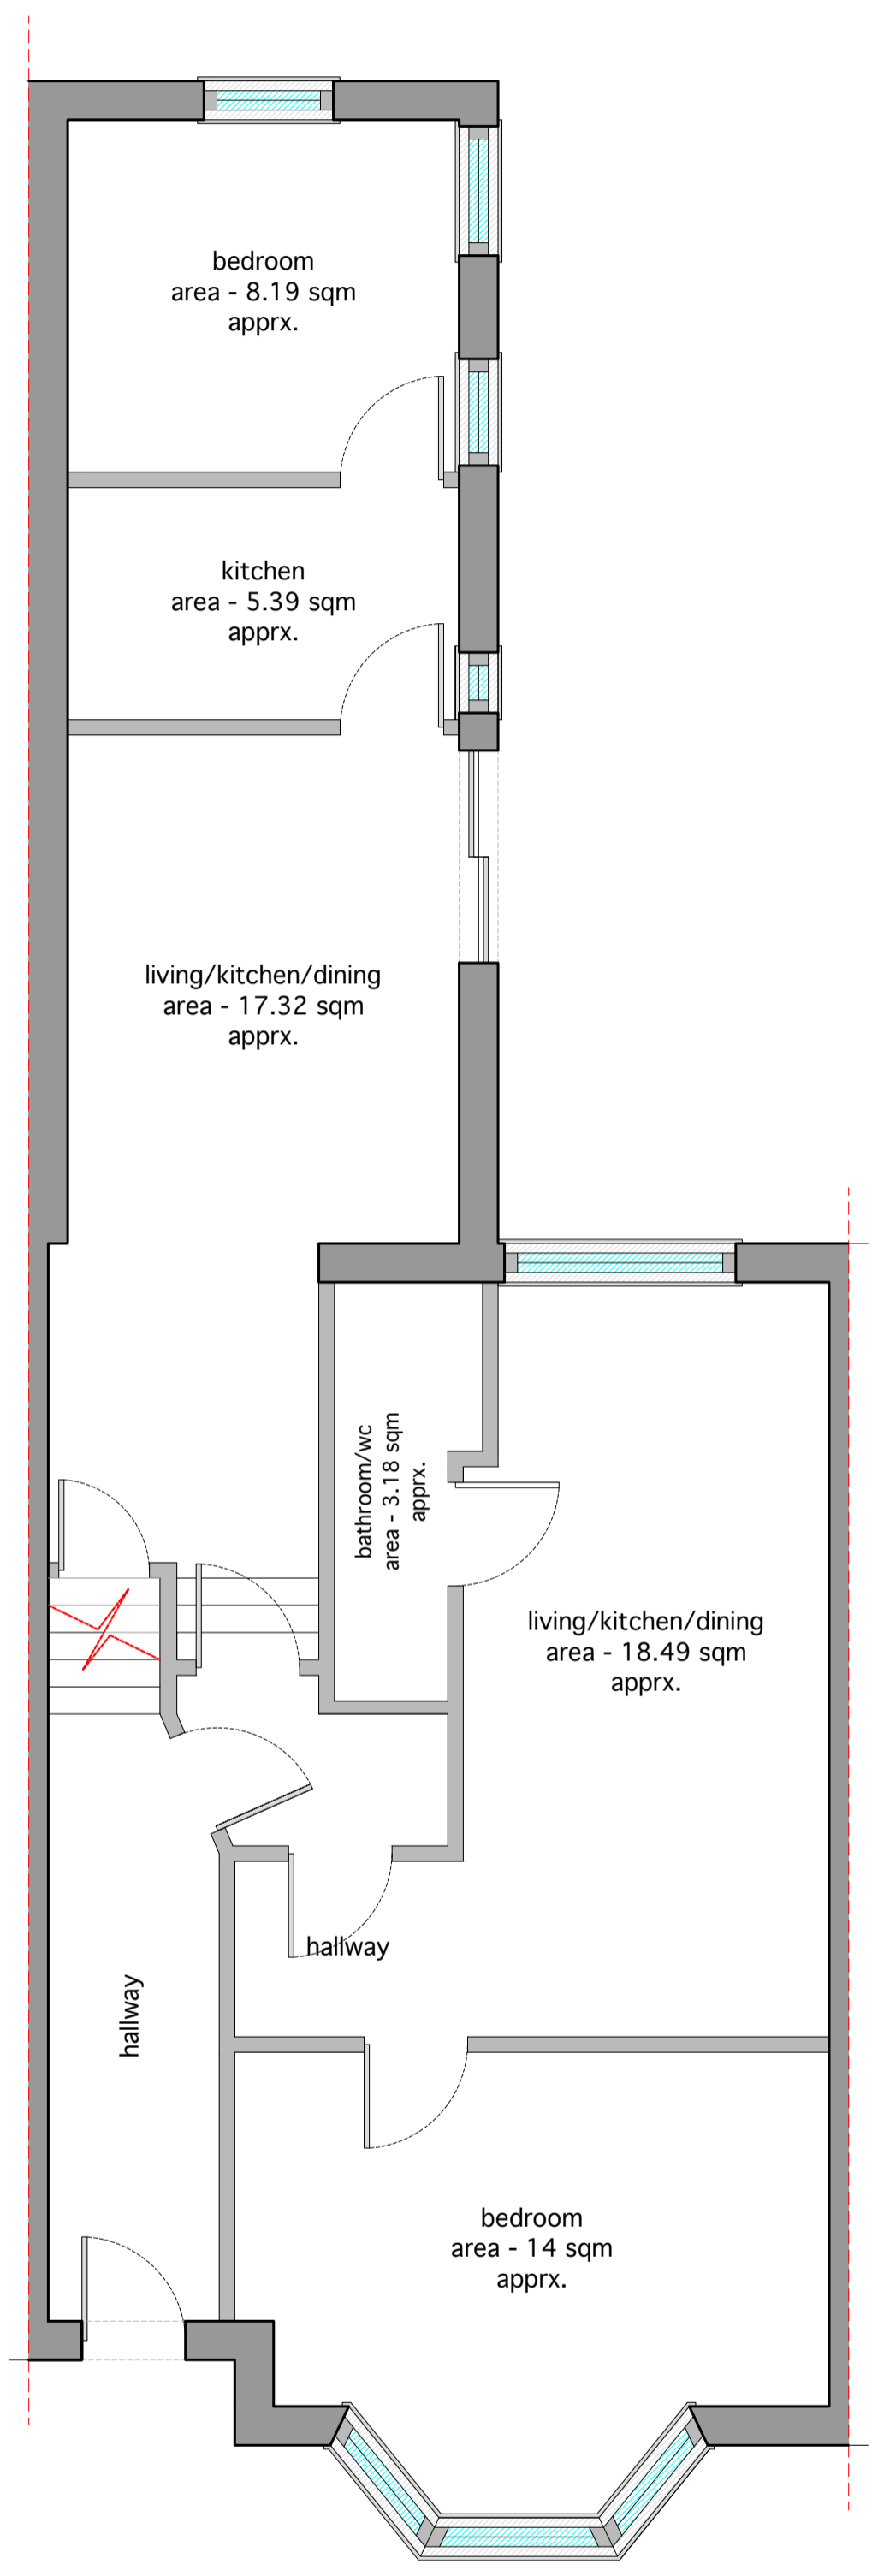 bedroom
area - 8.19 sqm
apprx.
kitchen
area - 5.39 sqm
apprx.
living/kitchen/dining
area - 17.32 sqm
apprx.
bathroom/wc
area - 3.18 sqm
apprx.
living/kitchen/dining
area - 18.49 sqm
apprx.
hallway
hallway
bedroom
area - 14 sqm
apprx.